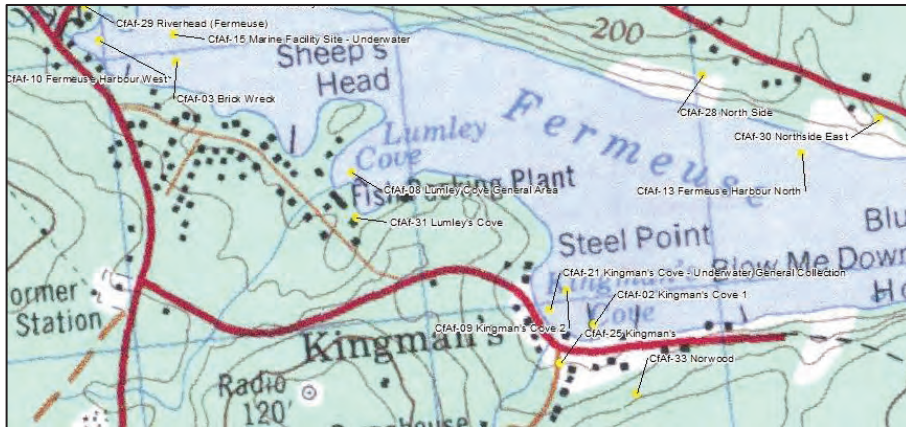 CfAf-29 Riverhead (Fermeuse)
CfAf-15 Marine Facility Site - Underwater
200
Sheep's
Head
CfAf-10 Fermeuse Harbour West
CfAf-03 Brick Wreck
CfAf-28 North Side
Fermeuse
CfAf-30 Northside East
Lumley
Cove
CfAf-13 Fermeuse Harbour North
CfAf-08 Lumley Cove General Area
Fish Packing Plant
CfAf-31 Lumley's Cove
Steel Point
Blow Me Down
CfAf-21 Kingman's Cove - Underwater General Collection
Kingman's
Cove
CfAf-02 Kingman's Cove 1
ormer
Station
CfAf-09 Kingman's Cove 2
CfAf-25 Kingman's
Kingman's
CfAf-33 Norwood
Radio
120'